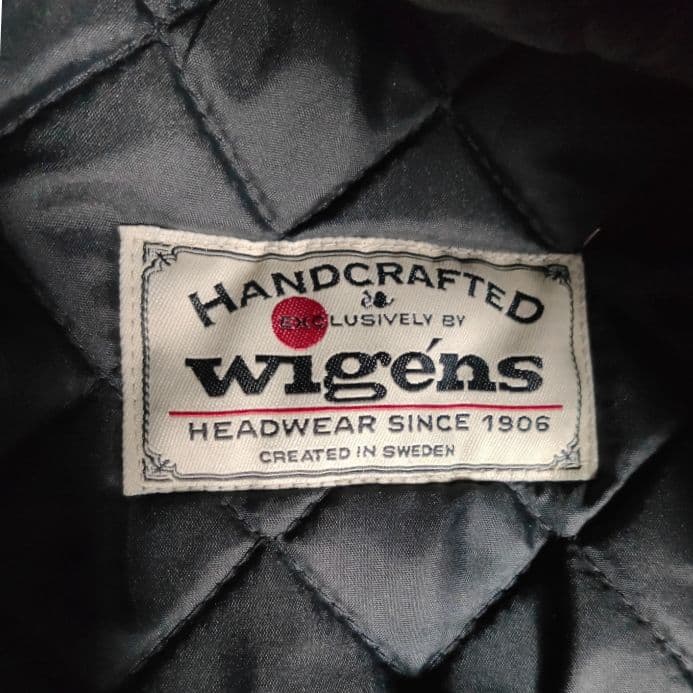 HANDCRAFTED
EXCLUSIVELY BY
wigéns
HEADWEAR SINCE 1906
CREATED IN SWEDEN